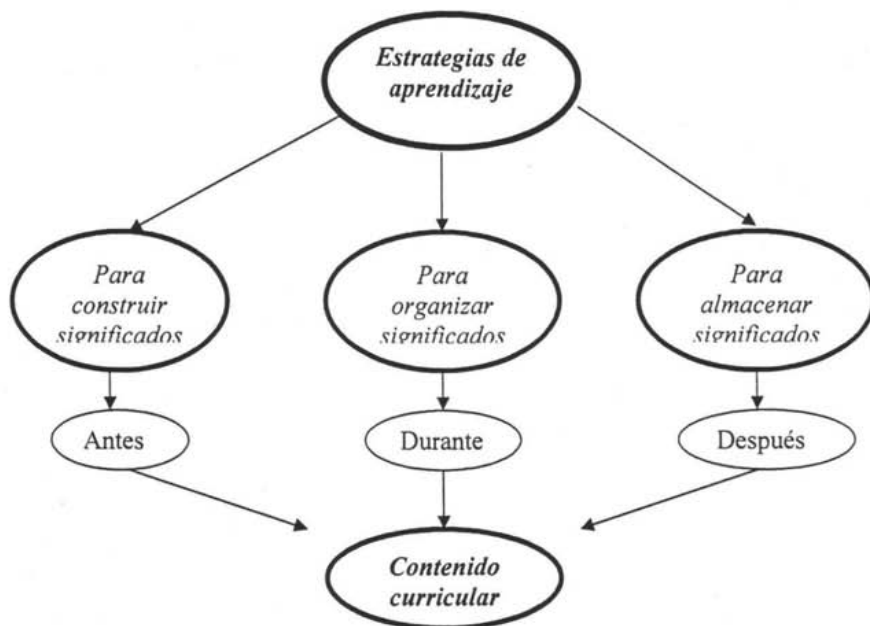 Estrategias de
aprendizaje
Para
construir
significados
Para
organizar
significados
Para
almacenar
significados
Antes
Durante
Después
Contenido
curricular